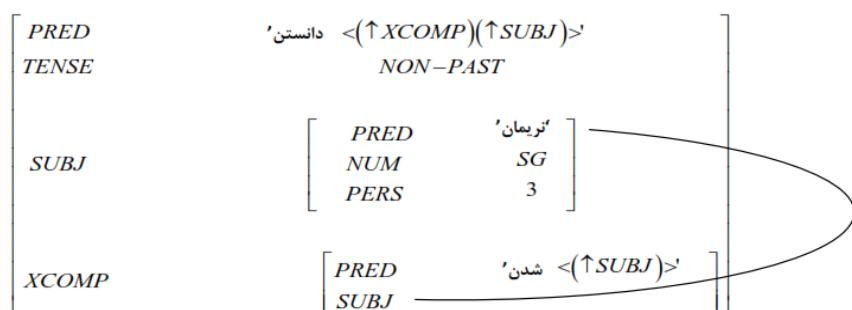 PRED دانستن' <(↑XCOMP)(↑SUBJ)>'
TENSE NON–PAST
PRED 'نریمان'
SUBJ NUM SG
PERS 3
XCOMP PRED شدن' <(↑SUBJ)>'
SUBJ